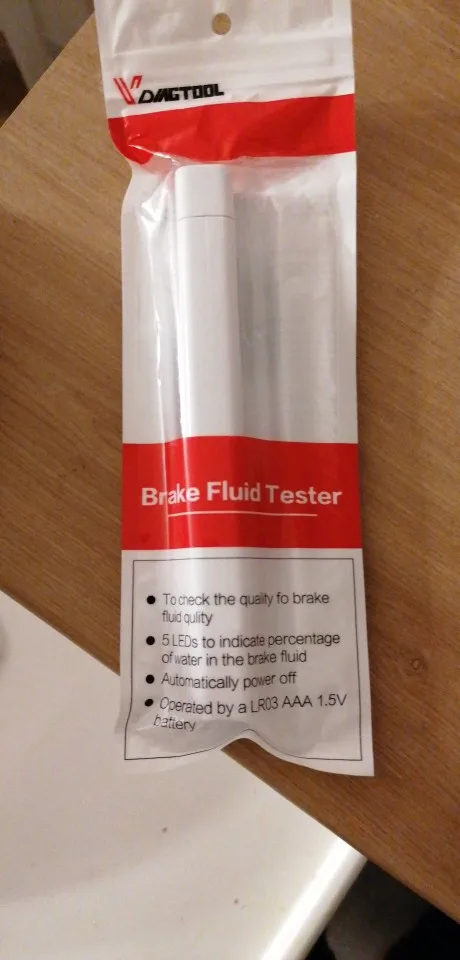 VDIAGTOOL
Brake Fluid Tester
● To check the quality fo brake
fluid qulity
● 5 LEDs to indicate percentage
of water in the brake fluid
● Automatically power off
● Operated by a LR03 AAA 1.5V
battery